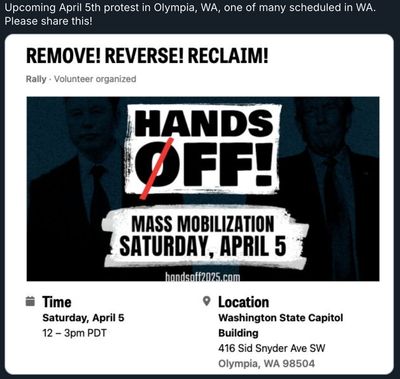 Upcoming April 5th protest in Olympia, WA, one of many scheduled in WA.
Please share this!
REMOVE! REVERSE! RECLAIM!
Rally · Volunteer organized
HANDS
OFF!
MASS MOBILIZATION
SATURDAY, APRIL 5
handsoff2025.com
Time
Saturday, April 5
12 – 3pm PDT
Location
Washington State Capitol
Building
416 Sid Snyder Ave SW
Olympia, WA 98504